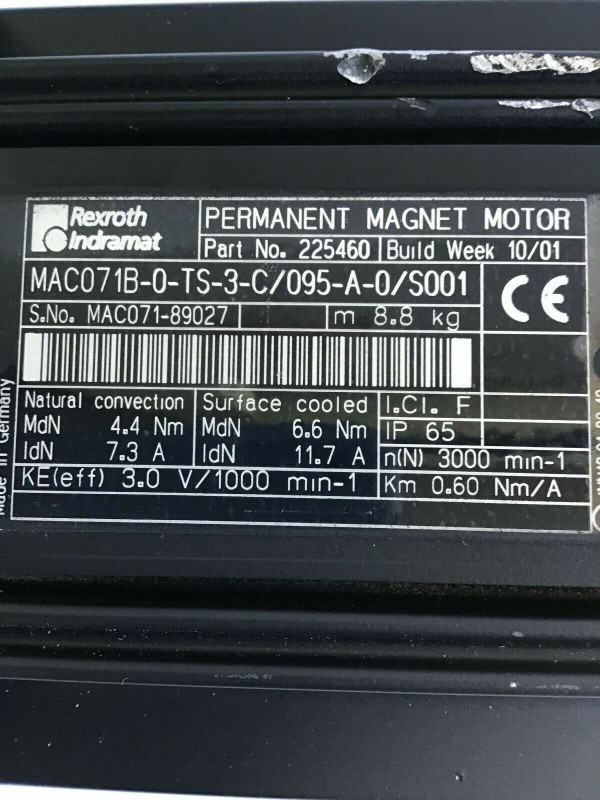 Rexroth
Indramat
PERMANENT MAGNET MOTOR
Part No. 225460 Build Week 10/01
MAC071B-0-TS-3-C/095-A-0/S001
CE
S.No. MAC071-89027 m 8.8 kg
Natural convection Surface cooled I.Cl. F
MdN 4.4 Nm MdN 6.6 Nm IP 65
IdN 7.3 A IdN 11.7 A n(N) 3000 min-1
KE(eff) 3.0 V/1000 min-1 Km 0.60 Nm/A
Made in Germany